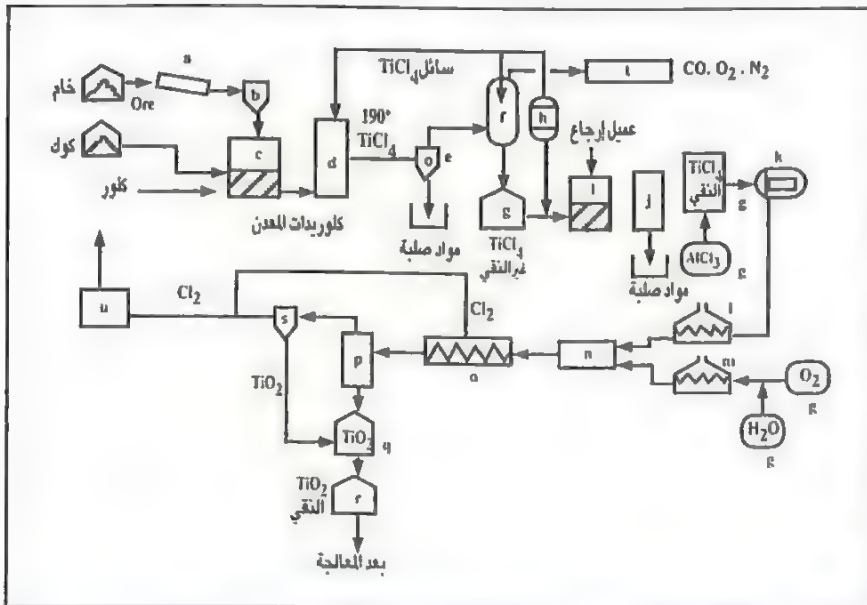 a
خام
Ore
b
كوك
c
كلور
كلوريدات المعدن
d
TiCl₄ سائل
190°
TiCl₄
o
e
مواد صلبة
f
t
CO. O₂ . N₂
h
عميل إرجاع
g
TiCl₄
غير النقي
i
j
مواد صلبة
TiCl₄
النقي
g
AlCl₃
g
k
u
Cl₂
s
TiO₂
Cl₂
p
o
n
l
m
O₂
g
H₂O
g
TiO₂
q
TiO₂
النقي
r
بعد المعالجة